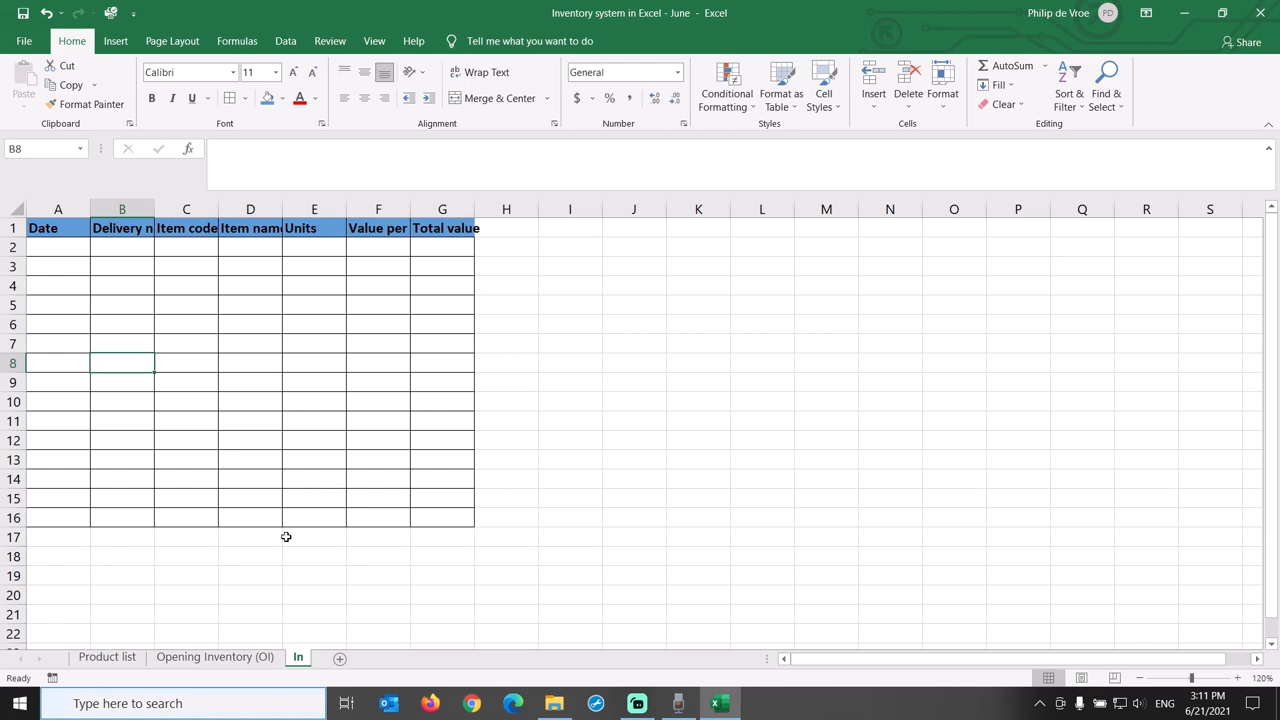 Inventory system in Excel - June - Excel
Philip de Vroe
PD
File Home Insert Page Layout Formulas Data Review View Help Tell me what you want to do Share
Paste
Cut
Copy
Format Painter
Clipboard
Calibri 11
B I U A
Font
Wrap Text
Merge & Center
Alignment
General
$ % ,
Number
Conditional Formatting
Format as Table
Cell Styles
Styles
Insert
Delete
Format
Cells
AutoSum
Fill
Clear
Sort & Filter
Find & Select
Editing
B8
fx
A B C D E F G H I J K L M N O P Q R S
1 Date Delivery n Item code Item nam Units Value per Total value
2
3
4
5
6
7
8
9
10
11
12
13
14
15
16
17
18
19
20
21
22
Product list Opening Inventory (OI) In
Ready
120%
Type here to search
ENG
3:11 PM
6/21/2021